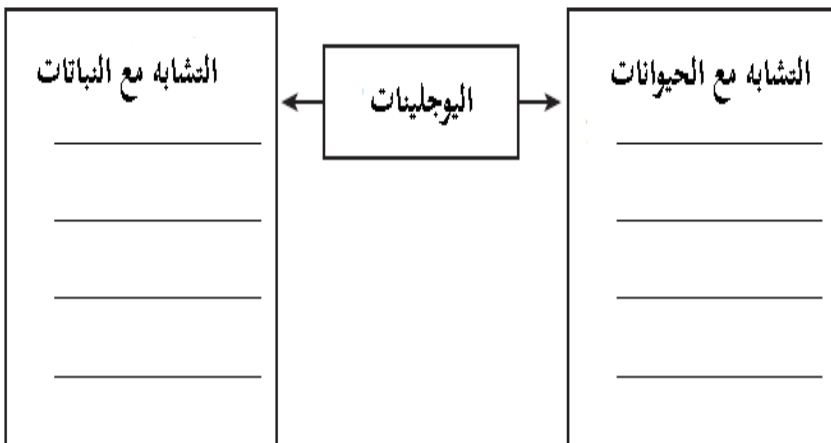 التشابه مع الحيوانات
اليوجلينات
التشابه مع النباتات